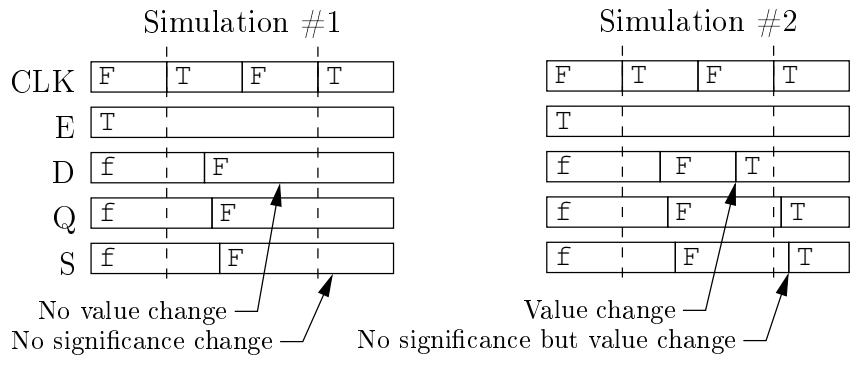 Simulation #1 Simulation #2
CLK F T F T F T F T
E T T
D f F f F T
Q f F f F T
S f F f F T
No value change Value change
No significance change No significance but value change